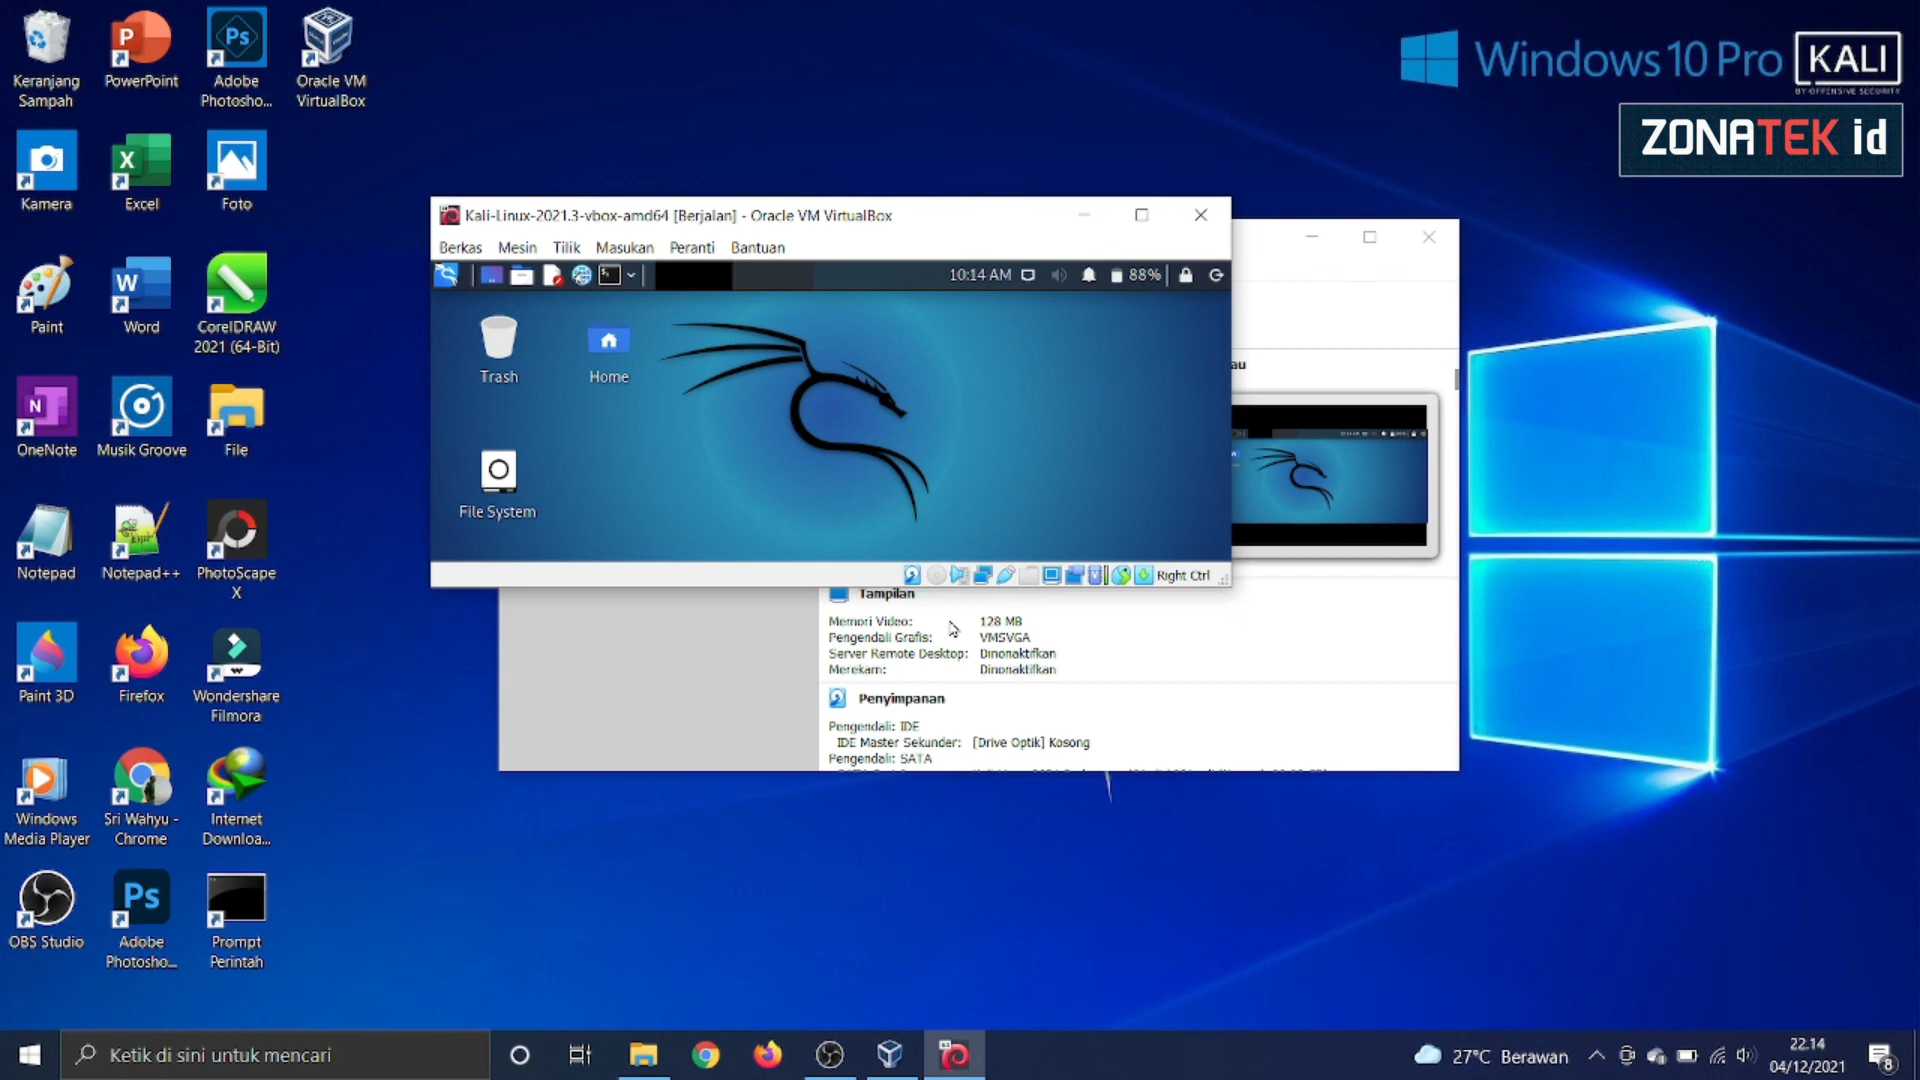 Keranjang
Sampah
PowerPoint
Adobe
Photosho...
Oracle VM
VirtualBox
Kamera
Excel
Foto
Paint
Word
CorelDRAW
2021 (64-Bit)
OneNote
Musik Groove
File
Notepad
Notepad++
PhotoScape
X
Paint 3D
Firefox
Wondershare
Filmora
Windows
Media Player
Sri Wahyu -
Chrome
Internet
Downloa...
OBS Studio
Adobe
Photosho...
Prompt
Perintah
Windows 10 Pro
KALI
BY OFFENSIVE SECURITY
ZONATEK id
Kali-Linux-2021.3-vbox-amd64 [Berjalan] - Oracle VM VirtualBox
Berkas Mesin Tilik Masukan Peranti Bantuan
10:14 AM 88%
Trash
Home
File System
Right Ctrl
au
Tampilan
Memori Video: 128 MB
Pengendali Grafis: VMSVGA
Server Remote Desktop: Dinonaktifkan
Merekam: Dinonaktifkan
Penyimpanan
Pengendali: IDE
IDE Master Sekunder: [Drive Optik] Kosong
Pengendali: SATA
Ketik di sini untuk mencari
27°C Berawan
22.14
04/12/2021
8